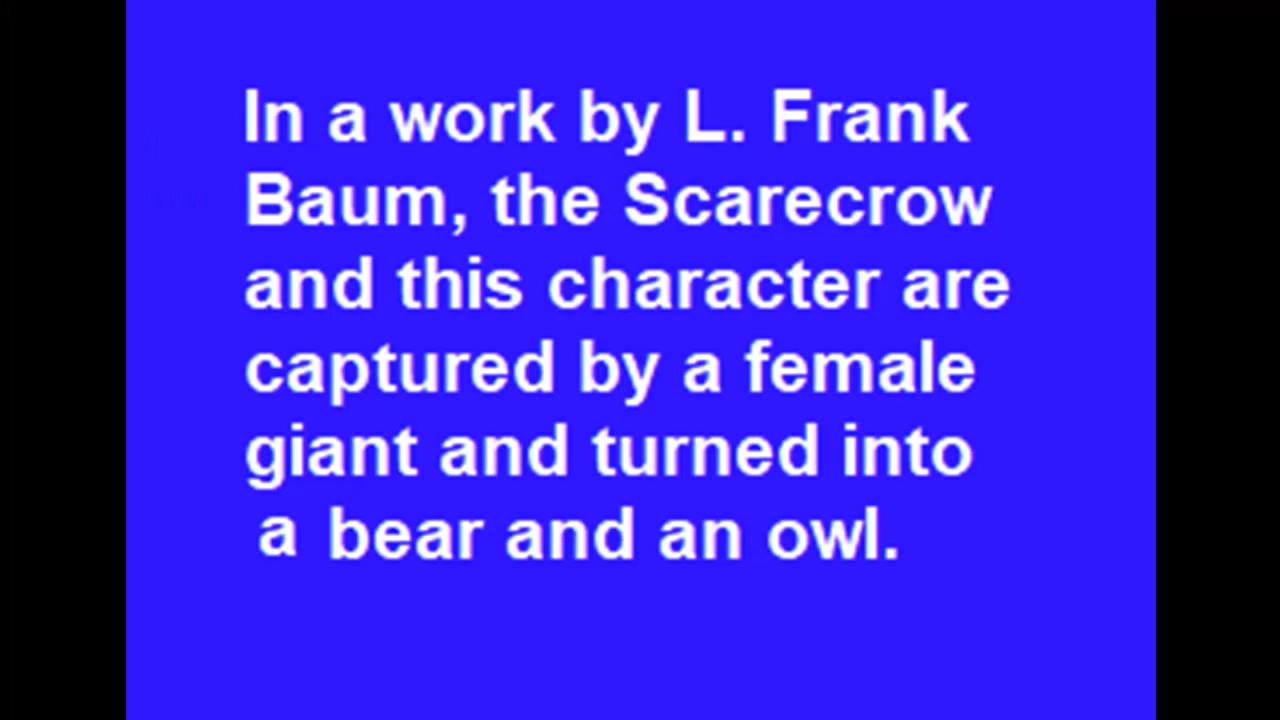 In a work by L. Frank
Baum, the Scarecrow
and this character are
captured by a female
giant and turned into
a bear and an owl.